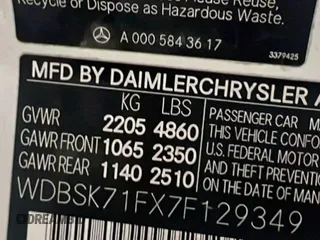 Recycle or Dispose as Hazardous Waste.
A 000 584 36 17
3379425
MFD BY DAIMLERCHRYSLER A
KG LBS
GVWR 2205 4860
GAWR FRONT 1065 2350
GAWR REAR 1140 2510
PASSENGER CAR
THIS VEHICLE CONFO
U.S. FEDERAL MOTOR
AND THEFT PREVENTION
ON THE DATE OF MAN
WDBSK71FX7F129349